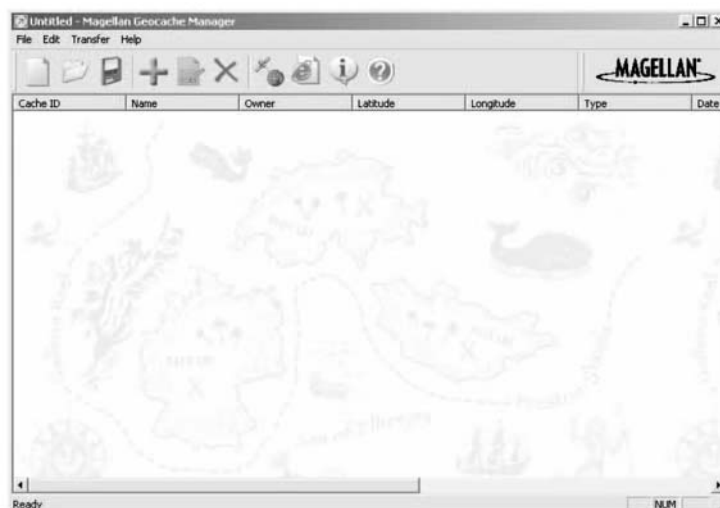 Untitled - Magellan Geocache Manager
File Edit Transfer Help
MAGELLAN
Cache ID Name Owner Latitude Longitude Type Date
Ready NUM